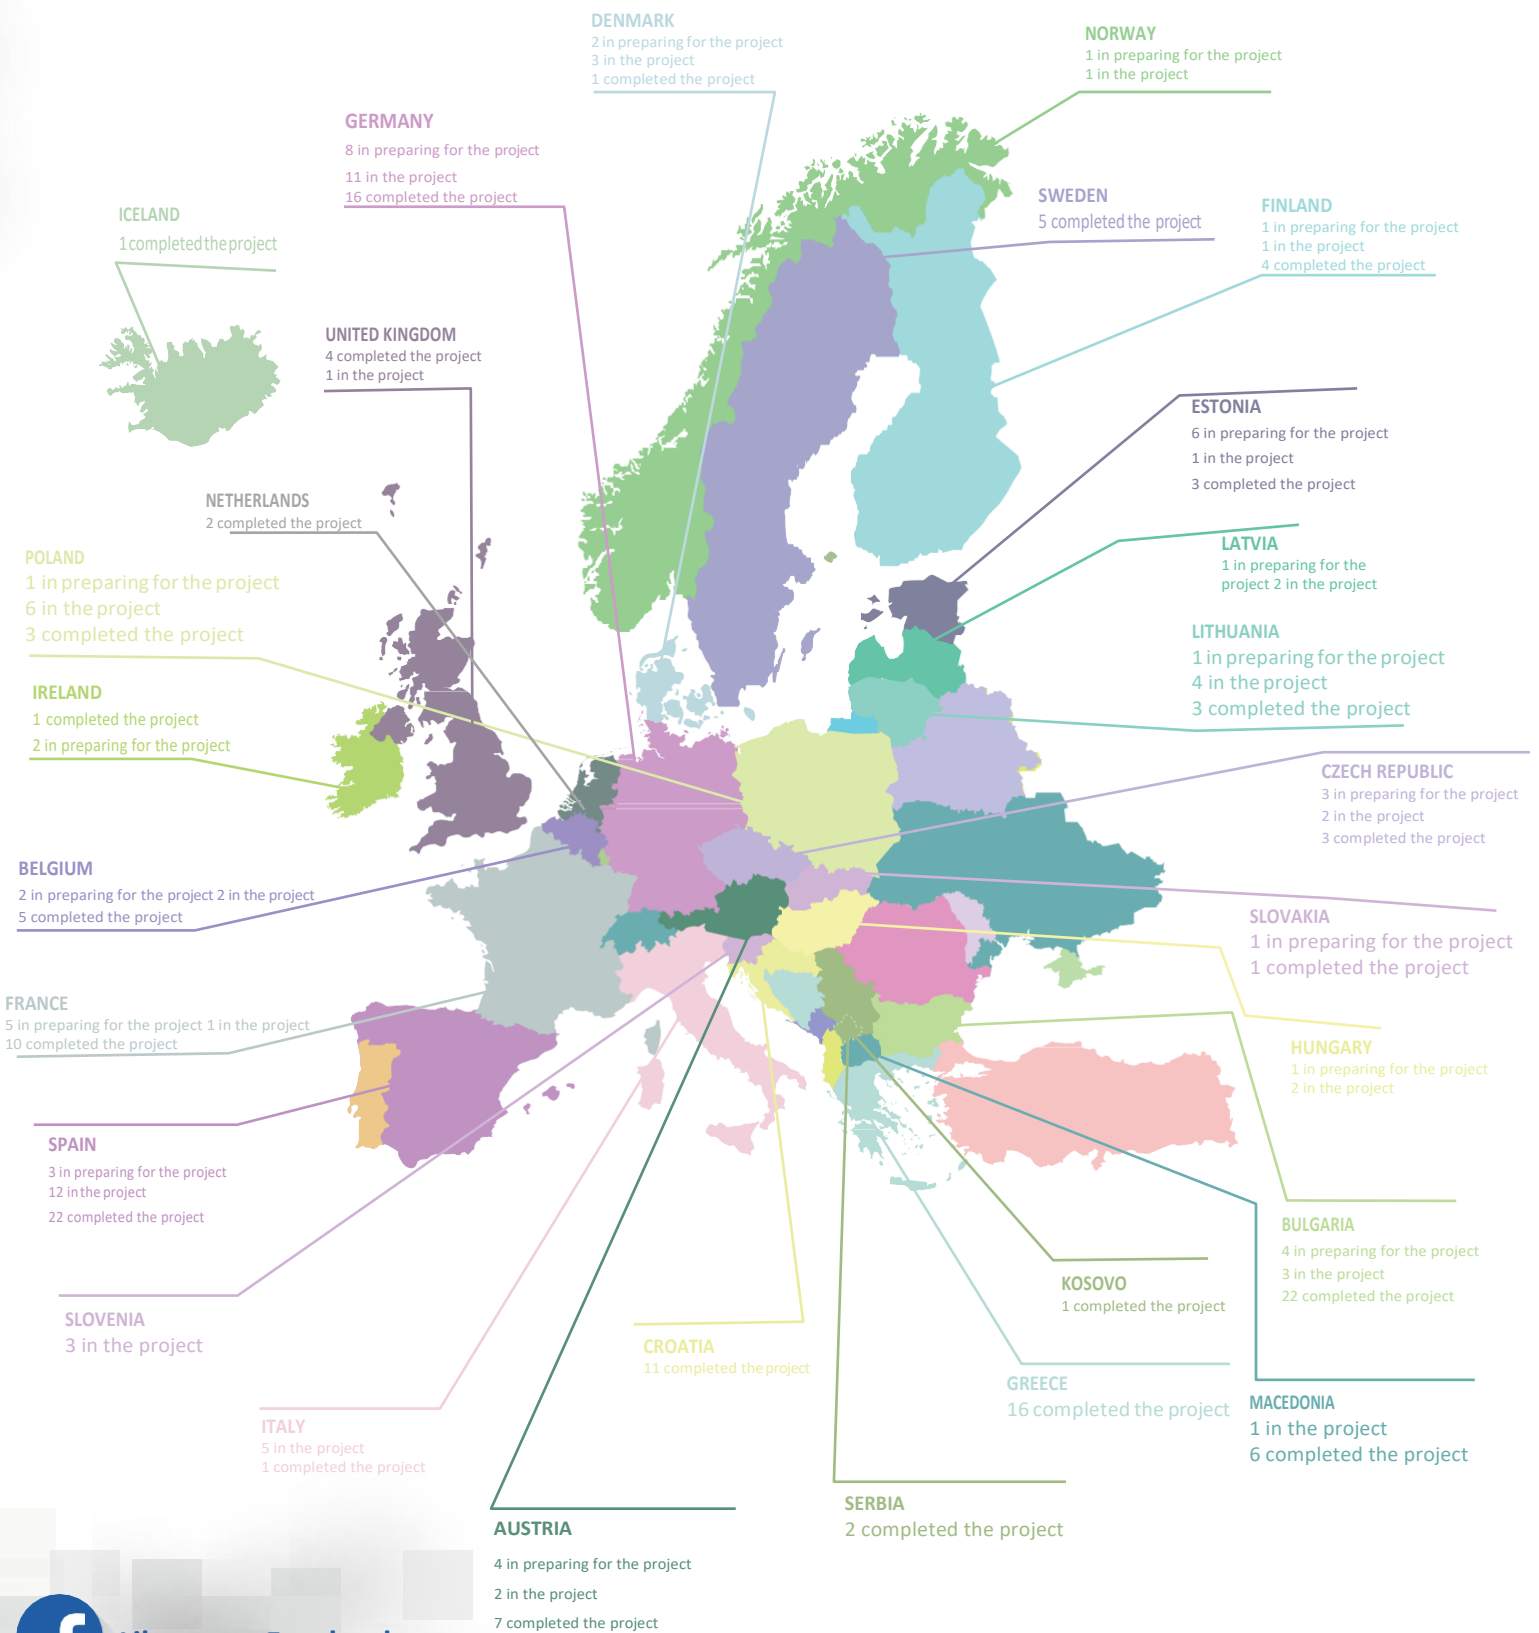 DENMARK
2 in preparing for the project
3 in the project
1 completed the project
NORWAY
1 in preparing for the project
1 in the project
GERMANY
8 in preparing for the project
11 in the project
16 completed the project
SWEDEN
5 completed the project
FINLAND
1 in preparing for the project
1 in the project
4 completed the project
ICELAND
1 completed the project
UNITED KINGDOM
4 completed the project
1 in the project
ESTONIA
6 in preparing for the project
1 in the project
3 completed the project
NETHERLANDS
2 completed the project
LATVIA
1 in preparing for the
project 2 in the project
POLAND
1 in preparing for the project
6 in the project
3 completed the project
LITHUANIA
1 in preparing for the project
4 in the project
3 completed the project
IRELAND
1 completed the project
2 in preparing for the project
CZECH REPUBLIC
3 in preparing for the project
2 in the project
3 completed the project
BELGIUM
2 in preparing for the project 2 in the project
5 completed the project
SLOVAKIA
1 in preparing for the project
1 completed the project
FRANCE
5 in preparing for the project 1 in the project
10 completed the project
HUNGARY
1 in preparing for the project
2 in the project
SPAIN
3 in preparing for the project
12 in the project
22 completed the project
BULGARIA
4 in preparing for the project
3 in the project
22 completed the project
KOSOVO
1 completed the project
SLOVENIA
3 in the project
CROATIA
11 completed the project
GREECE
16 completed the project
MACEDONIA
1 in the project
6 completed the project
ITALY
5 in the project
1 completed the project
SERBIA
2 completed the project
AUSTRIA
4 in preparing for the project
2 in the project
7 completed the project